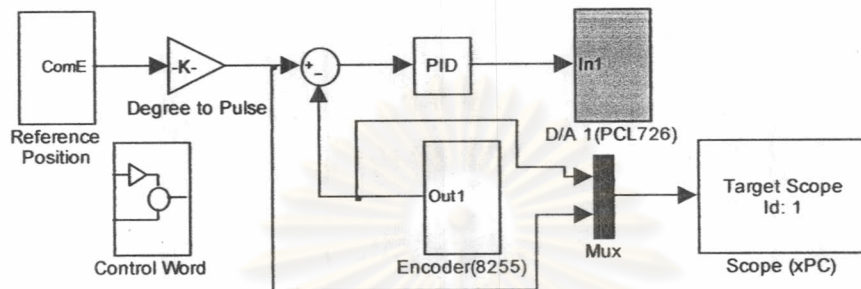 ComE
Reference
Position
-K-
Degree to Pulse
+
-
PID
In1
D/A 1(PCL726)
Control Word
Out1
Encoder(8255)
Mux
Target Scope
Id: 1
Scope (xPC)